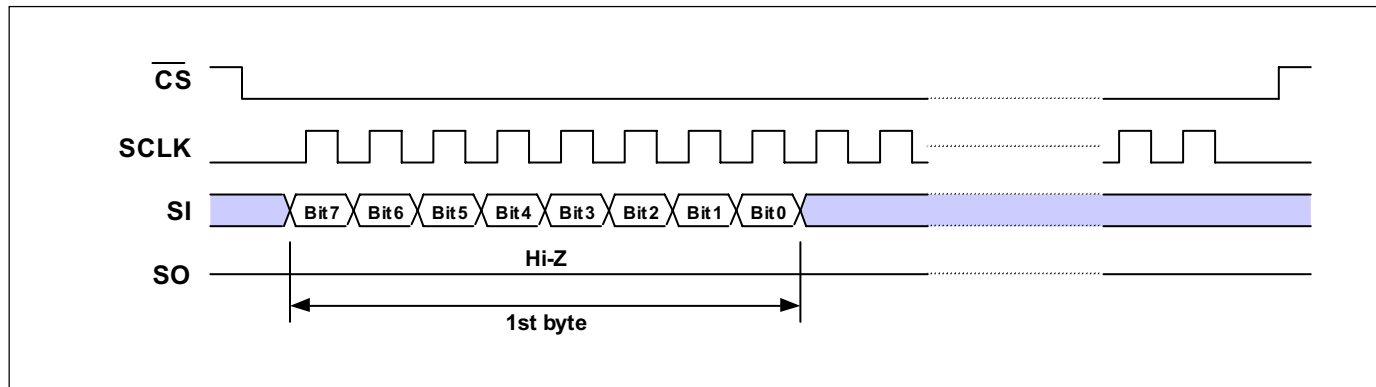 CS
SCLK
SI Bit7 Bit6 Bit5 Bit4 Bit3 Bit2 Bit1 Bit0
Hi-Z
SO
1st byte